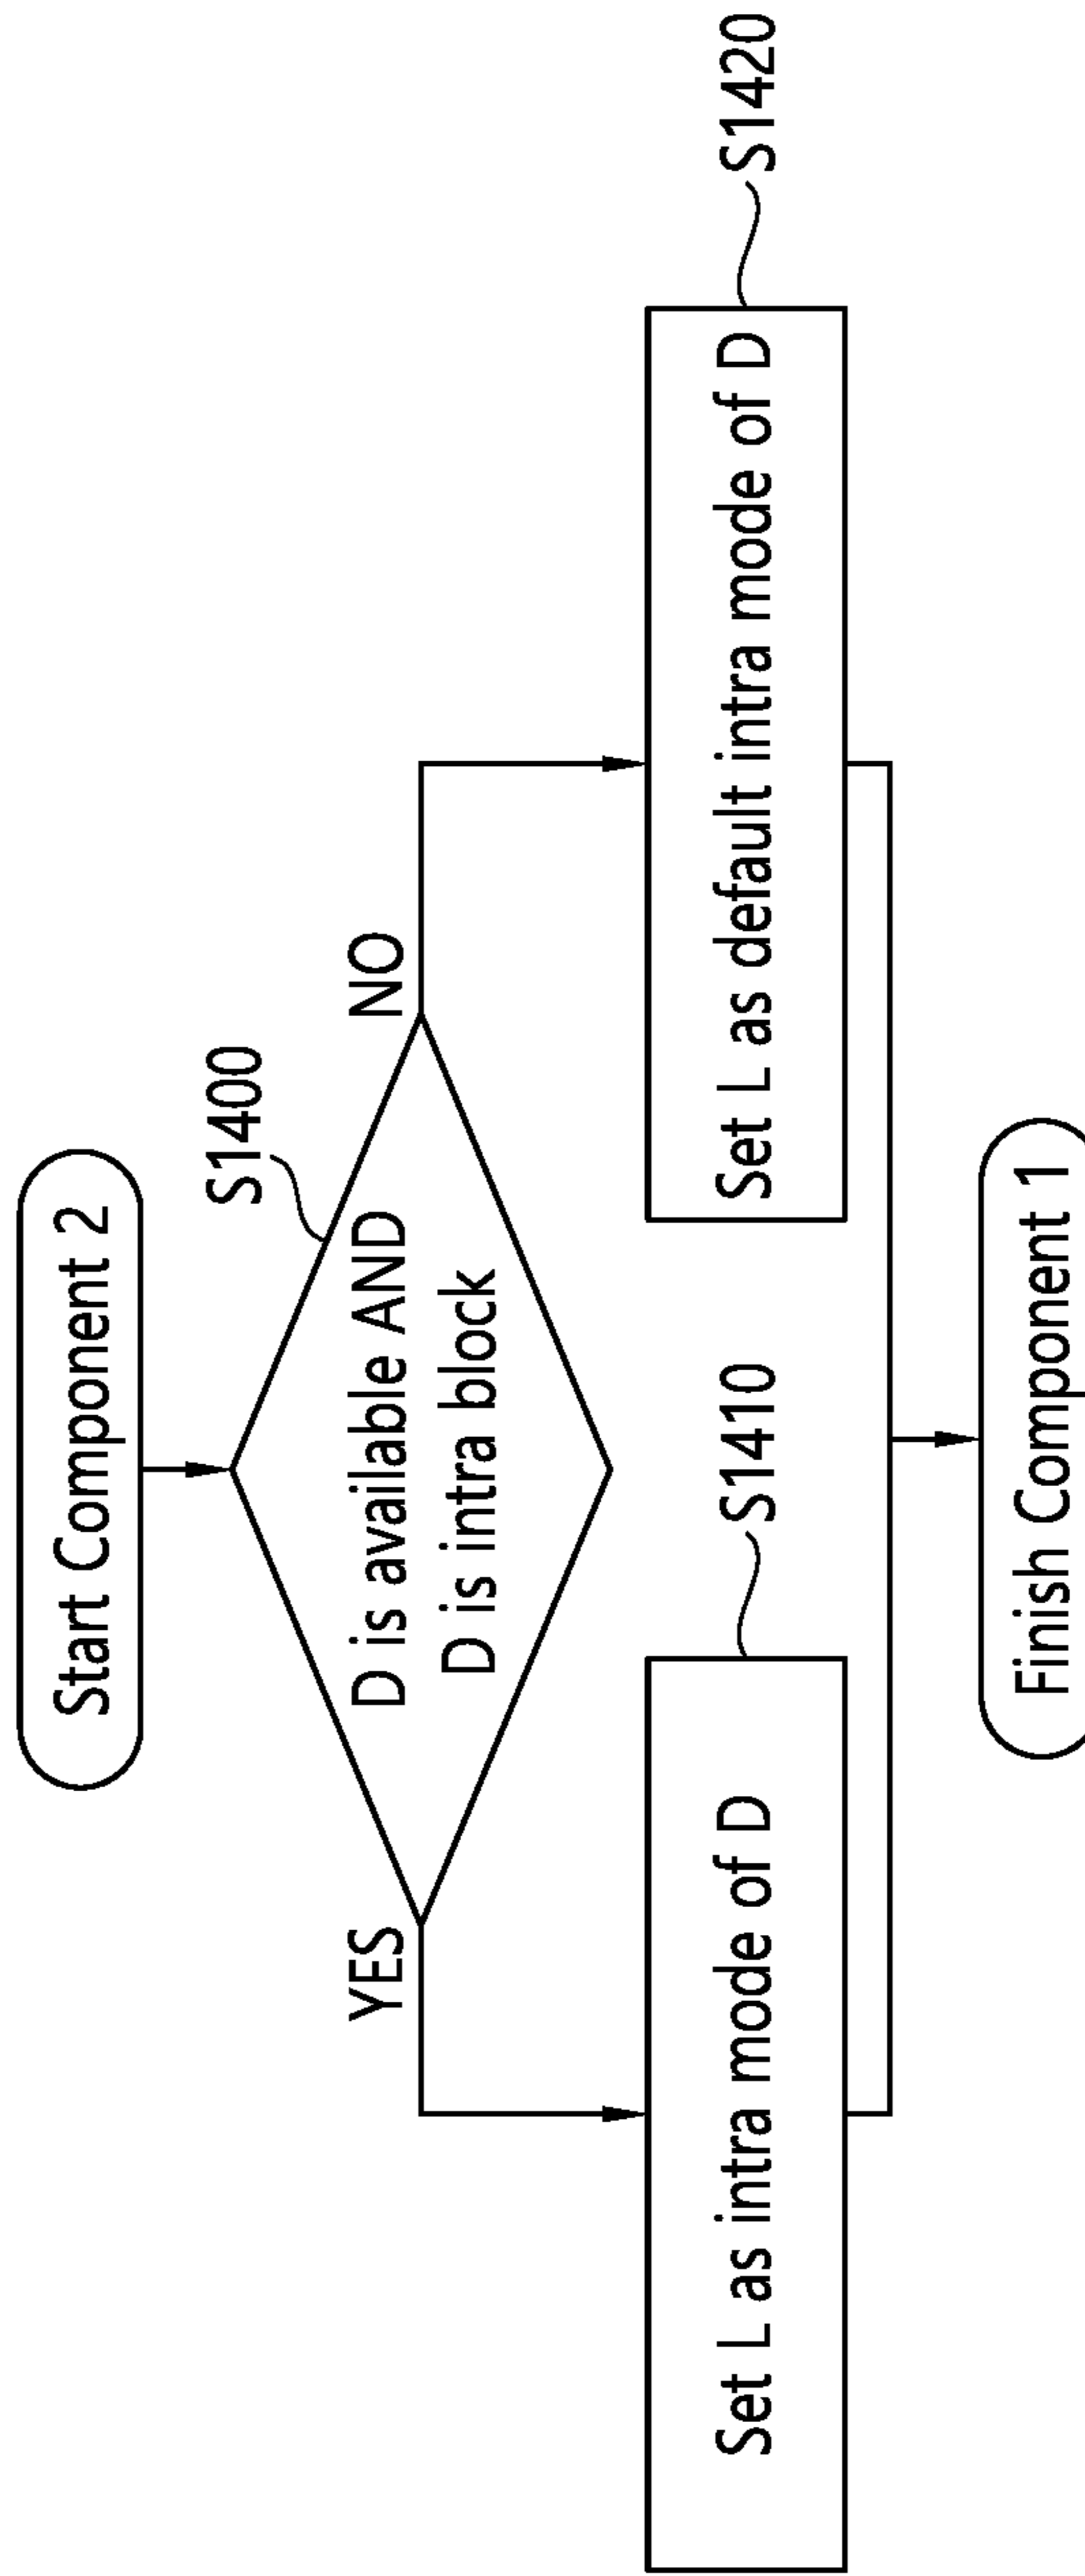 Start Component 2
S1400
D is available AND
D is intra block
YES
NO
S1410
S1420
Set L as intra mode of D
Set L as default intra mode of D
Finish Component 1